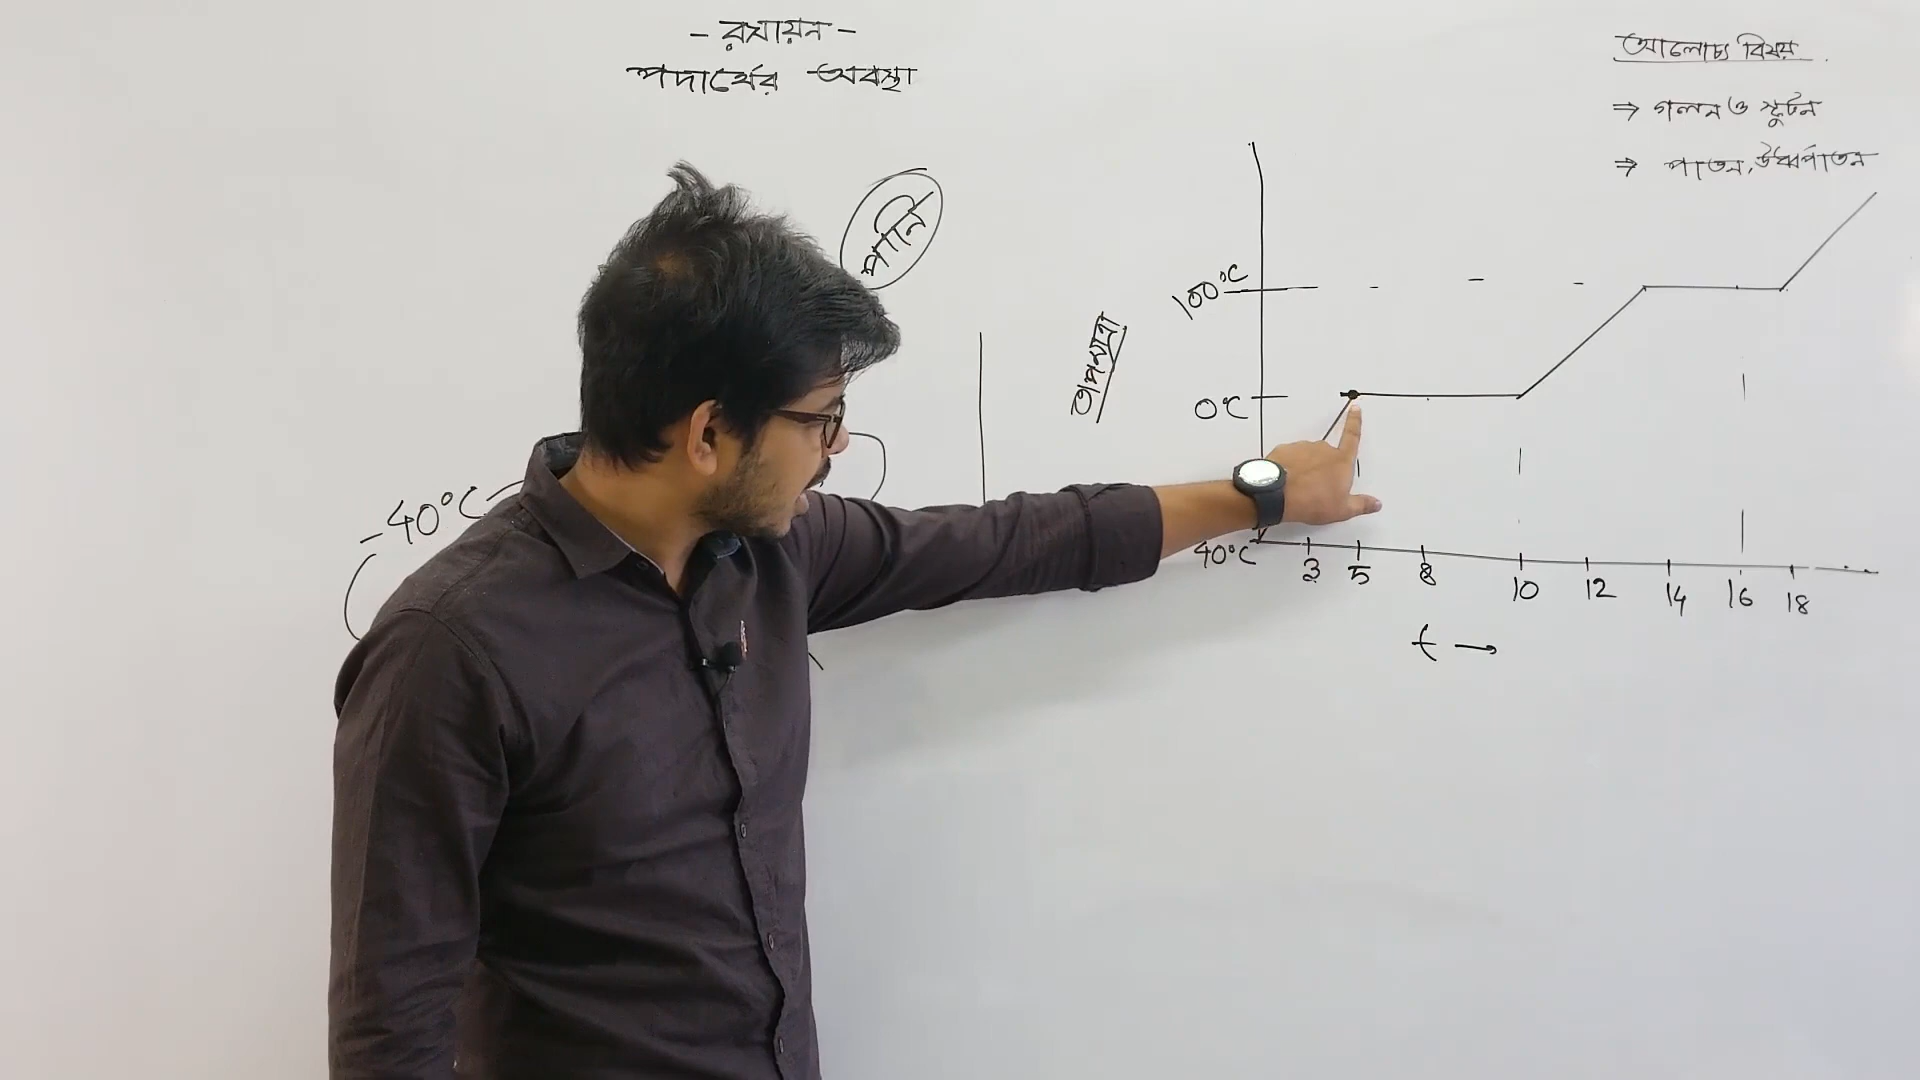 - রসায়ন -
পদার্থের অবস্থা
আলোচ্য বিষয়
⇒ গলন ও স্ফুটন
⇒ পাতন, ঊর্ধ্বপাতন
পানি
100°C
তাপমাত্রা
0°C
-40°C
40°C
3 5 8 10 12 14 16 18
t →